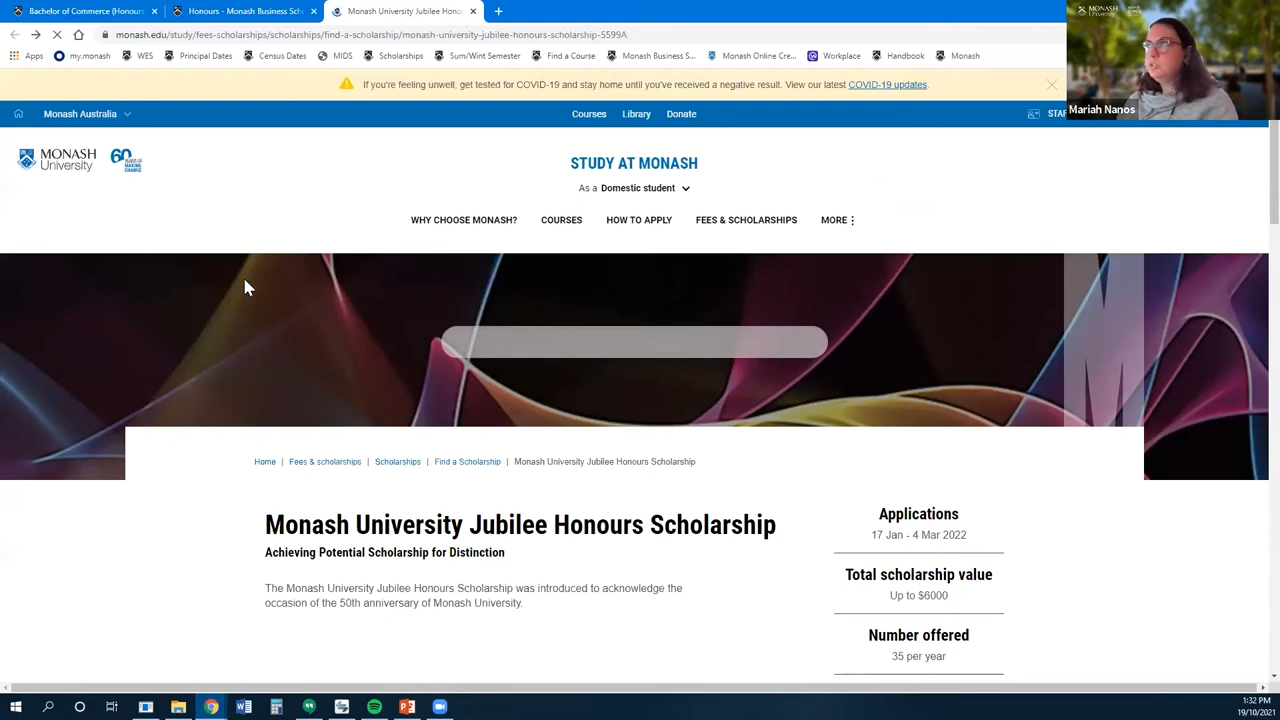 Bachelor of Commerce (Honour
Honours - Monash Business Sch
Monash University Jubilee Hono
monash.edu/study/fees-scholarships/scholarships/find-a-scholarship/monash-university-jubilee-honours-scholarship-5599A
Apps
my.monash
WES
Principal Dates
Census Dates
MIDS
Scholarships
Sum/Wint Semester
Find a Course
Monash Business S...
Monash Online Cre...
Workplace
Handbook
Monash
If you're feeling unwell, get tested for COVID-19 and stay home until you've received a negative result. View our latest COVID-19 updates.
Monash Australia
Courses
Library
Donate
STAF
MONASH University
Mariah Nanos
MONASH University
60 YEARS OF MAKING CHANGE
STUDY AT MONASH
As a Domestic student
WHY CHOOSE MONASH?
COURSES
HOW TO APPLY
FEES & SCHOLARSHIPS
MORE
Home | Fees & scholarships | Scholarships | Find a Scholarship | Monash University Jubilee Honours Scholarship
Monash University Jubilee Honours Scholarship
Achieving Potential Scholarship for Distinction
The Monash University Jubilee Honours Scholarship was introduced to acknowledge the
occasion of the 50th anniversary of Monash University.
Applications
17 Jan - 4 Mar 2022
Total scholarship value
Up to $6000
Number offered
35 per year
1:32 PM
19/10/2021